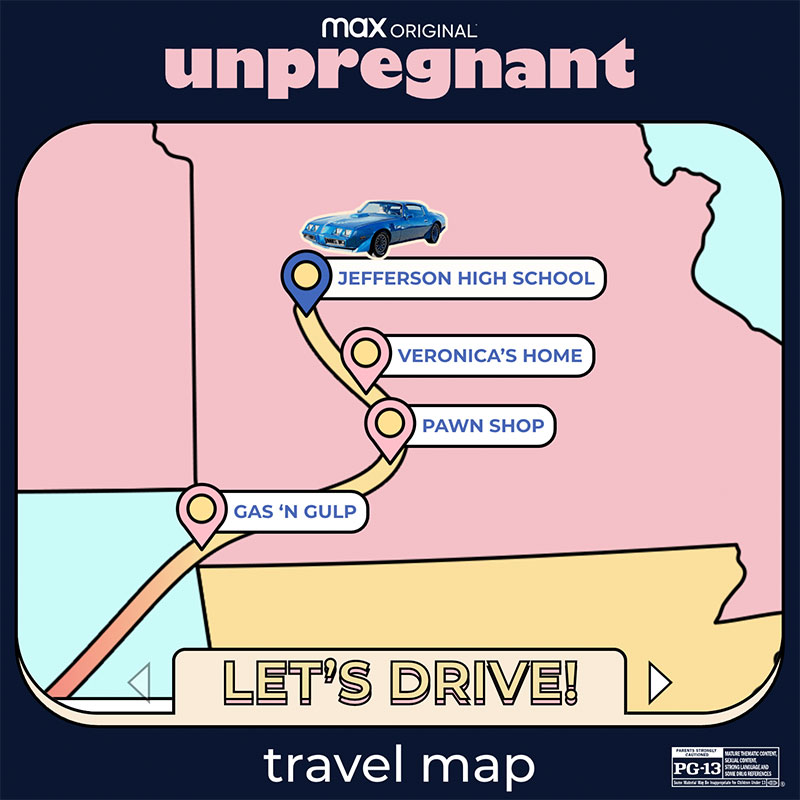 max ORIGINAL
unpregnant
JEFFERSON HIGH SCHOOL
VERONICA'S HOME
PAWN SHOP
GAS 'N GULP
LET'S DRIVE!
travel map
PARENTS STRONGLY CAUTIONED
PG-13
MATURE THEMATIC CONTENT,
SEXUAL CONTENT,
STRONG LANGUAGE AND
SOME DRUG REFERENCES
Some Material May Be Inappropriate for Children Under 13